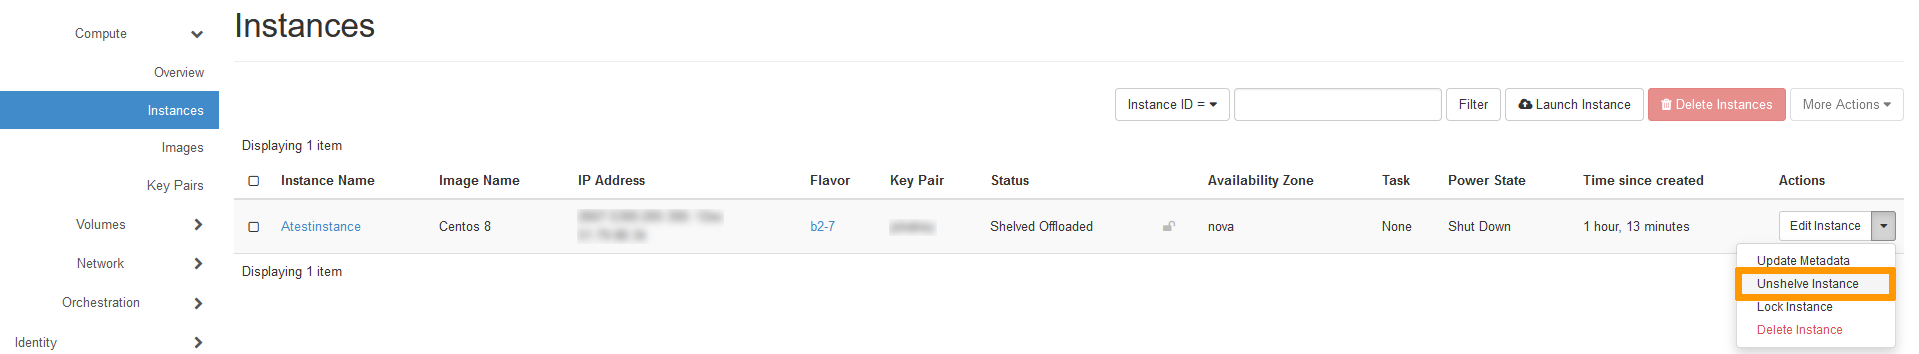 Compute
Overview
Instances
Images
Key Pairs
Volumes
Network
Orchestration
Identity
Instances
Instance ID =
Filter
Launch Instance
Delete Instances
More Actions
Displaying 1 item
Instance Name Image Name IP Address Flavor Key Pair Status Availability Zone Task Power State Time since created Actions
Atestinstance Centos 8 b2-7 Shelved Offloaded nova None Shut Down 1 hour, 13 minutes Edit Instance
Displaying 1 item
Update Metadata
Unshelve Instance
Lock Instance
Delete Instance